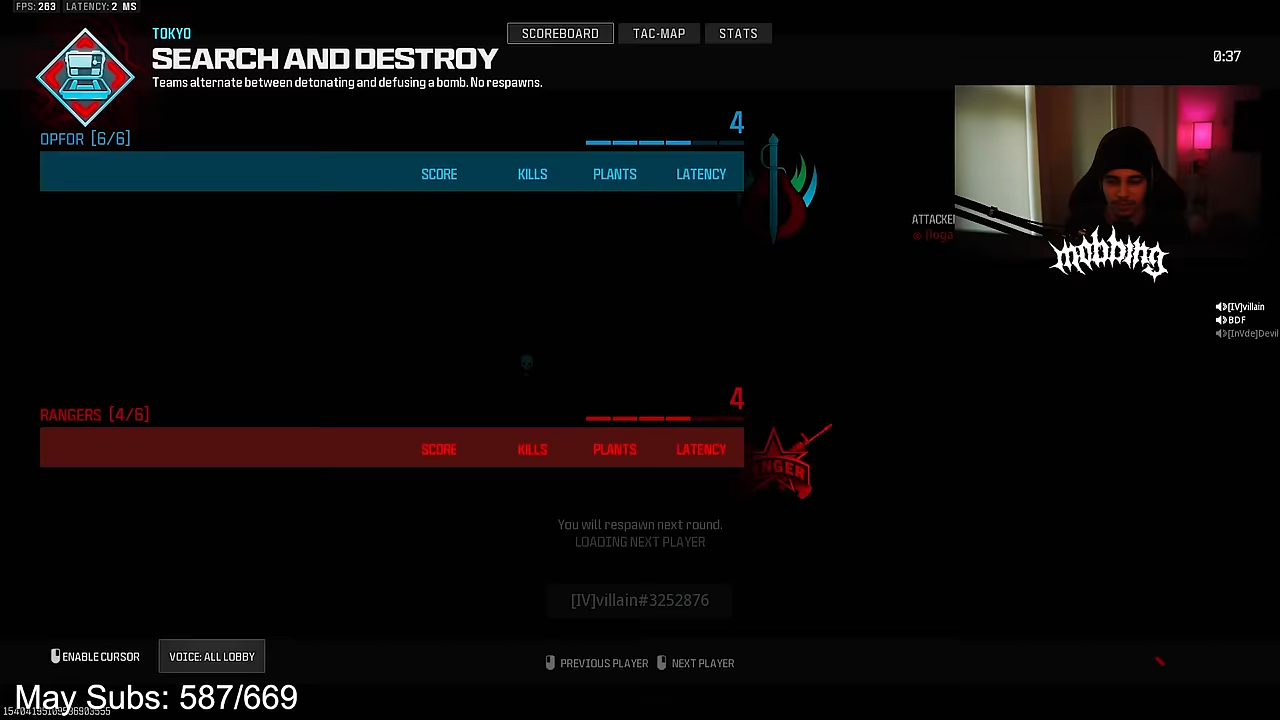 FPS: 263 LATENCY: 2 MS
TOKYO
SEARCH AND DESTROY
Teams alternate between detonating and defusing a bomb. No respawns.
SCOREBOARD TAC-MAP STATS
0:37
OPFOR [6/6] 4
SCORE KILLS PLANTS LATENCY
mobbing
[IV]villain
BDF
[InVde]Devil
RANGERS [4/6] 4
SCORE KILLS PLANTS LATENCY
You will respawn next round.
LOADING NEXT PLAYER
[IV]villain#3252876
ENABLE CURSOR VOICE: ALL LOBBY PREVIOUS PLAYER NEXT PLAYER
May Subs: 587/669